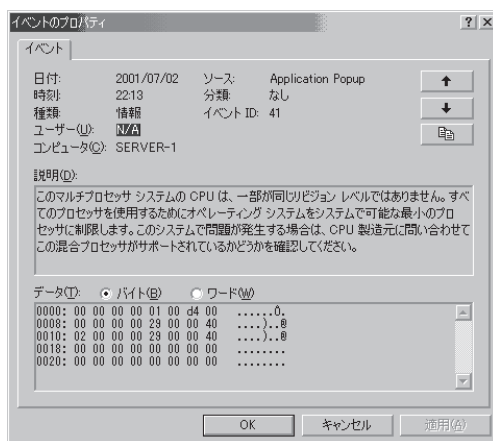 イベントのプロパティ
イベント
日付: 2001/07/02 ソース: Application Popup
時刻: 22:13 分類: なし
種類: 情報 イベント ID: 41
ユーザー(U): N/A
コンピュータ(C): SERVER-1
説明(D):
このマルチプロセッサ システムの CPU は、一部が同じリビジョン レベルではありません。すべ
てのプロセッサを使用するためにオペレーティング システムをシステムで可能な最小のプロ
セッサに制限します。このシステムで問題が発生する場合は、CPU 製造元に問い合わせて
この混合プロセッサがサポートされているかどうかを確認してください。
データ(T): バイト(B) ワード(W)
0000: 00 00 00 00 01 00 d4 00 ......Ô.
0008: 00 00 00 00 29 00 00 40 ....)..@
0010: 02 00 00 00 29 00 00 40 ....)..@
0018: 00 00 00 00 00 00 00 00 ........
0020: 00 00 00 00 00 00 00 00 ........
OK キャンセル 適用(A)